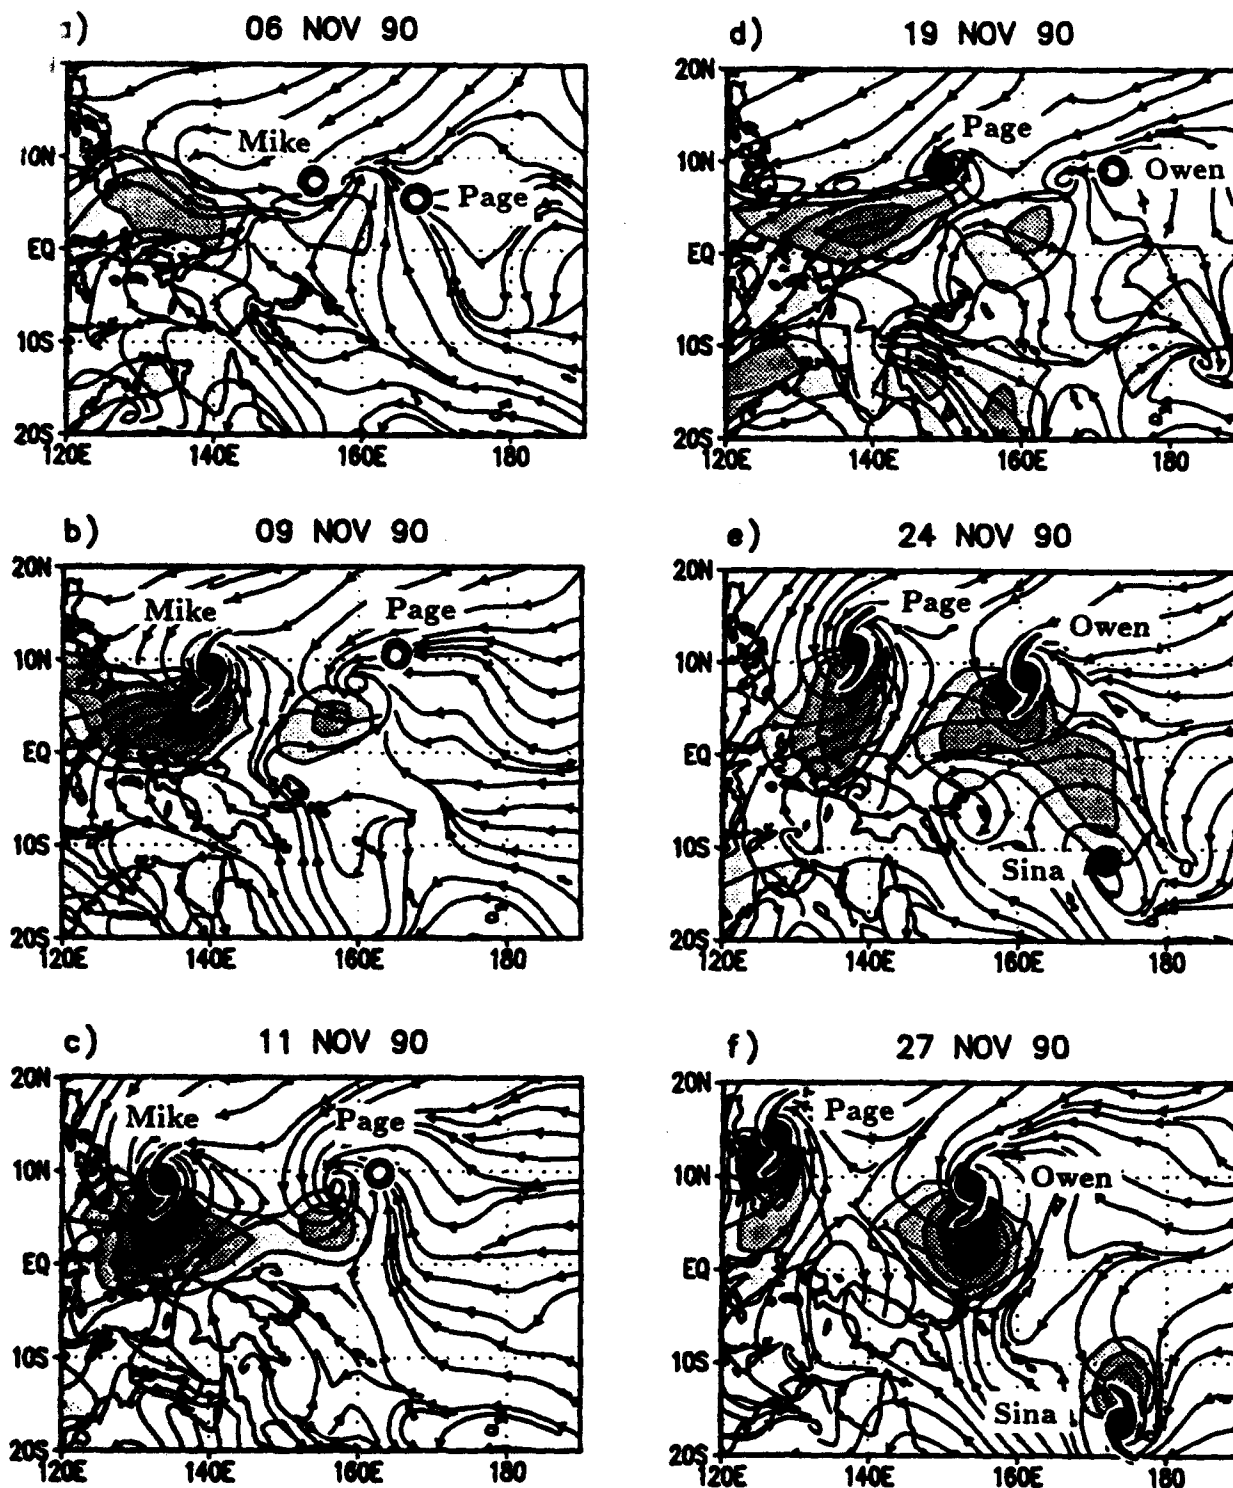 a) 06 NOV 90
20N
10N
EQ
10S
20S
120E 140E 160E 180
Mike
Page
b) 09 NOV 90
20N
10N
EQ
10S
20S
120E 140E 160E 180
Mike
Page
c) 11 NOV 90
20N
10N
EQ
10S
20S
120E 140E 160E 180
Mike
Page
d) 19 NOV 90
20N
10N
EQ
10S
20S
120E 140E 160E 180
Page
Owen
e) 24 NOV 90
20N
10N
EQ
10S
20S
120E 140E 160E 180
Page
Owen
Sina
f) 27 NOV 90
20N
10N
EQ
10S
20S
120E 140E 160E 180
Page
Owen
Sina